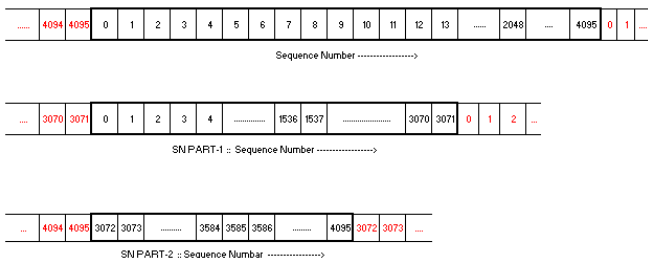 ...... 4094 4095 0 1 2 3 4 5 6 7 8 9 10 11 12 13 ...... 2048 .... 4095 0 1 ....
Sequence Number ----------------->
.... 3070 3071 0 1 2 3 4 .............. 1536 1537 ...................... 3070 3071 0 1 2 ...
SN PART-1 :: Sequence Number ----------------->
... 4094 4095 3072 3073 ......... 3584 3585 3586 ......... 4095 3072 3073 ....
SN PART-2 :: Sequence Numbar ----------------->